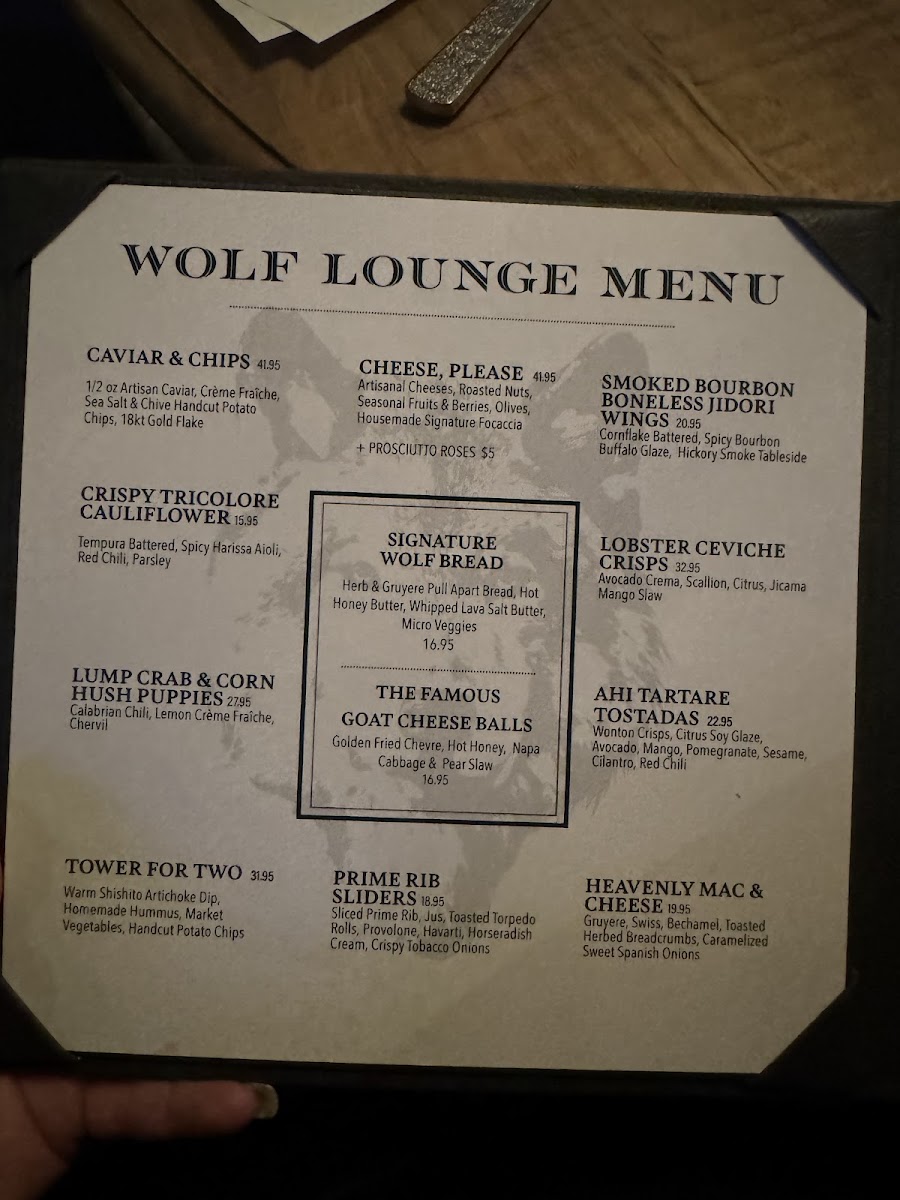 WOLF LOUNGE MENU
CAVIAR & CHIPS 41.95
1/2 oz Artisan Caviar, Crème Fraîche,
Sea Salt & Chive Handcut Potato
Chips, 18kt Gold Flake
CHEESE, PLEASE 41.95
Artisanal Cheeses, Roasted Nuts,
Seasonal Fruits & Berries, Olives,
Housemade Signature Focaccia
+ PROSCIUTTO ROSES $5
SMOKED BOURBON
BONELESS JIDORI
WINGS 20.95
Cornflake Battered, Spicy Bourbon
Buffalo Glaze, Hickory Smoke Tableside
CRISPY TRICOLORE
CAULIFLOWER 15.95
Tempura Battered, Spicy Harissa Aioli,
Red Chili, Parsley
SIGNATURE
WOLF BREAD
Herb & Gruyere Pull Apart Bread, Hot
Honey Butter, Whipped Lava Salt Butter,
Micro Veggies
16.95
LOBSTER CEVICHE
CRISPS 32.95
Avocado Crema, Scallion, Citrus, Jicama
Mango Slaw
LUMP CRAB & CORN
HUSH PUPPIES 27.95
Calabrian Chili, Lemon Crème Fraîche,
Chervil
THE FAMOUS
GOAT CHEESE BALLS
Golden Fried Chevre, Hot Honey, Napa
Cabbage & Pear Slaw
16.95
AHI TARTARE
TOSTADAS 22.95
Wonton Crisps, Citrus Soy Glaze,
Avocado, Mango, Pomegranate, Sesame,
Cilantro, Red Chili
TOWER FOR TWO 31.95
Warm Shishito Artichoke Dip,
Homemade Hummus, Market
Vegetables, Handcut Potato Chips
PRIME RIB
SLIDERS 18.95
Sliced Prime Rib, Jus, Toasted Torpedo
Rolls, Provolone, Havarti, Horseradish
Cream, Crispy Tobacco Onions
HEAVENLY MAC &
CHEESE 19.95
Gruyere, Swiss, Bechamel, Toasted
Herbed Breadcrumbs, Caramelized
Sweet Spanish Onions